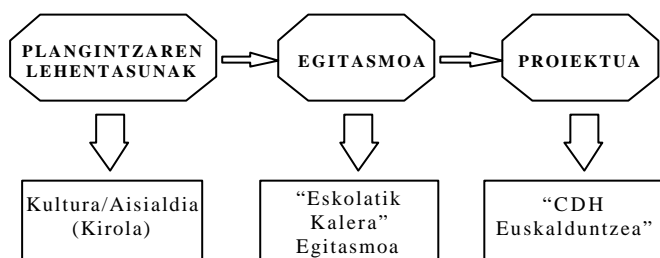 PLANGINTZAREN
LEHENTASUNAK
EGITASMOA
PROIEKTUA
Kultura/Aisialdia
(Kirola)
“Eskolatik
Kalera”
Egitasmoa
“CDH
Euskalduntzea”